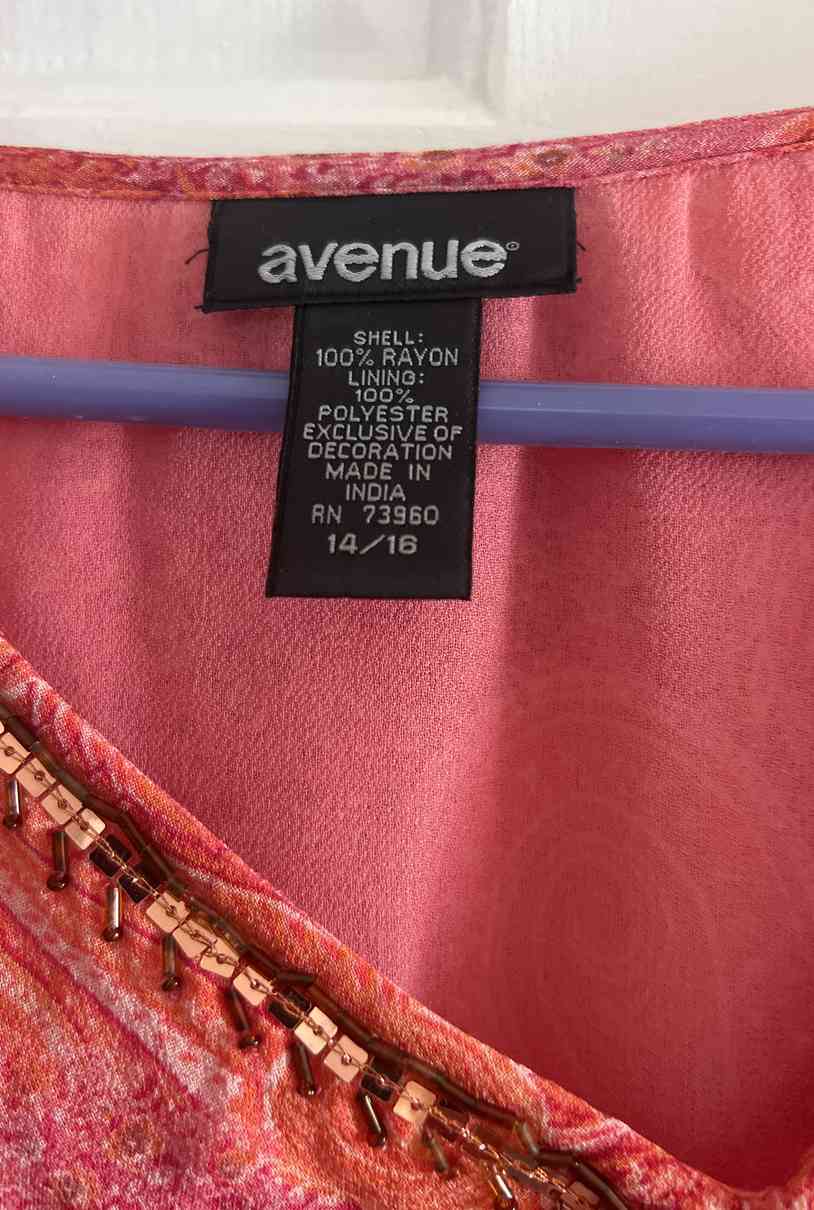 avenue®
SHELL:
100% RAYON
LINING:
100%
POLYESTER
EXCLUSIVE OF
DECORATION
MADE IN
INDIA
RN 73960
14/16